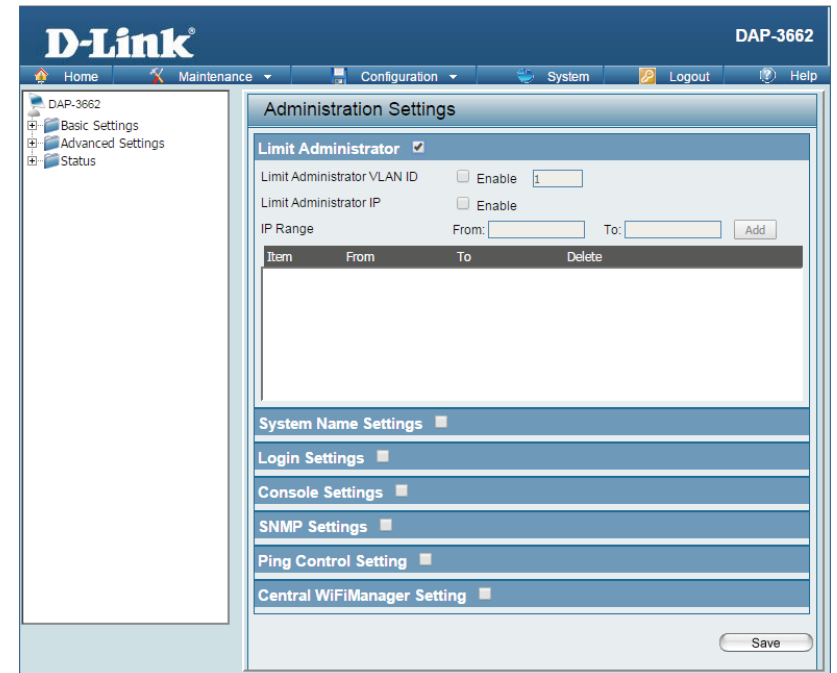 D-Link®
DAP-3662
Home Maintenance Configuration System Logout Help
DAP-3662
Basic Settings
Advanced Settings
Status
Administration Settings
Limit Administrator
Limit Administrator VLAN ID Enable 1
Limit Administrator IP Enable
IP Range From: To: Add
Item From To Delete
System Name Settings
Login Settings
Console Settings
SNMP Settings
Ping Control Setting
Central WiFiManager Setting
Save